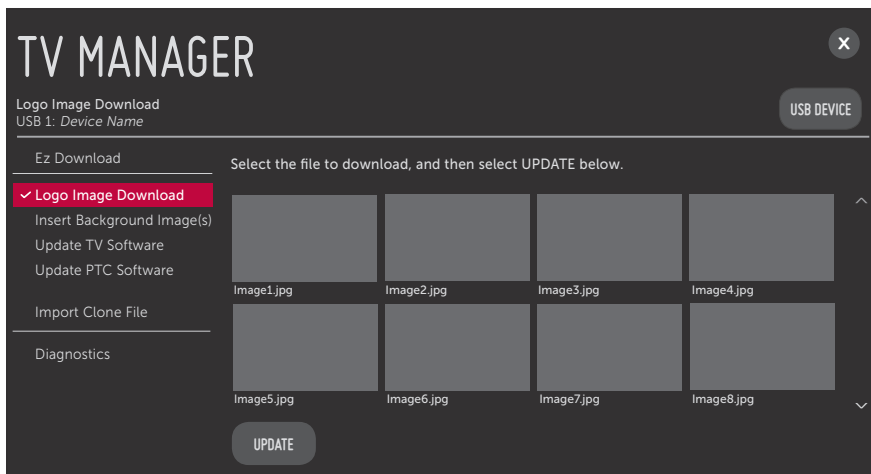 TV MANAGER
X
Logo Image Download
USB 1: Device Name
USB DEVICE
Ez Download
✓ Logo Image Download
Insert Background Image(s)
Update TV Software
Update PTC Software
Import Clone File
Diagnostics
Select the file to download, and then select UPDATE below.
Image1.jpg Image2.jpg Image3.jpg Image4.jpg
Image5.jpg Image6.jpg Image7.jpg Image8.jpg
UPDATE